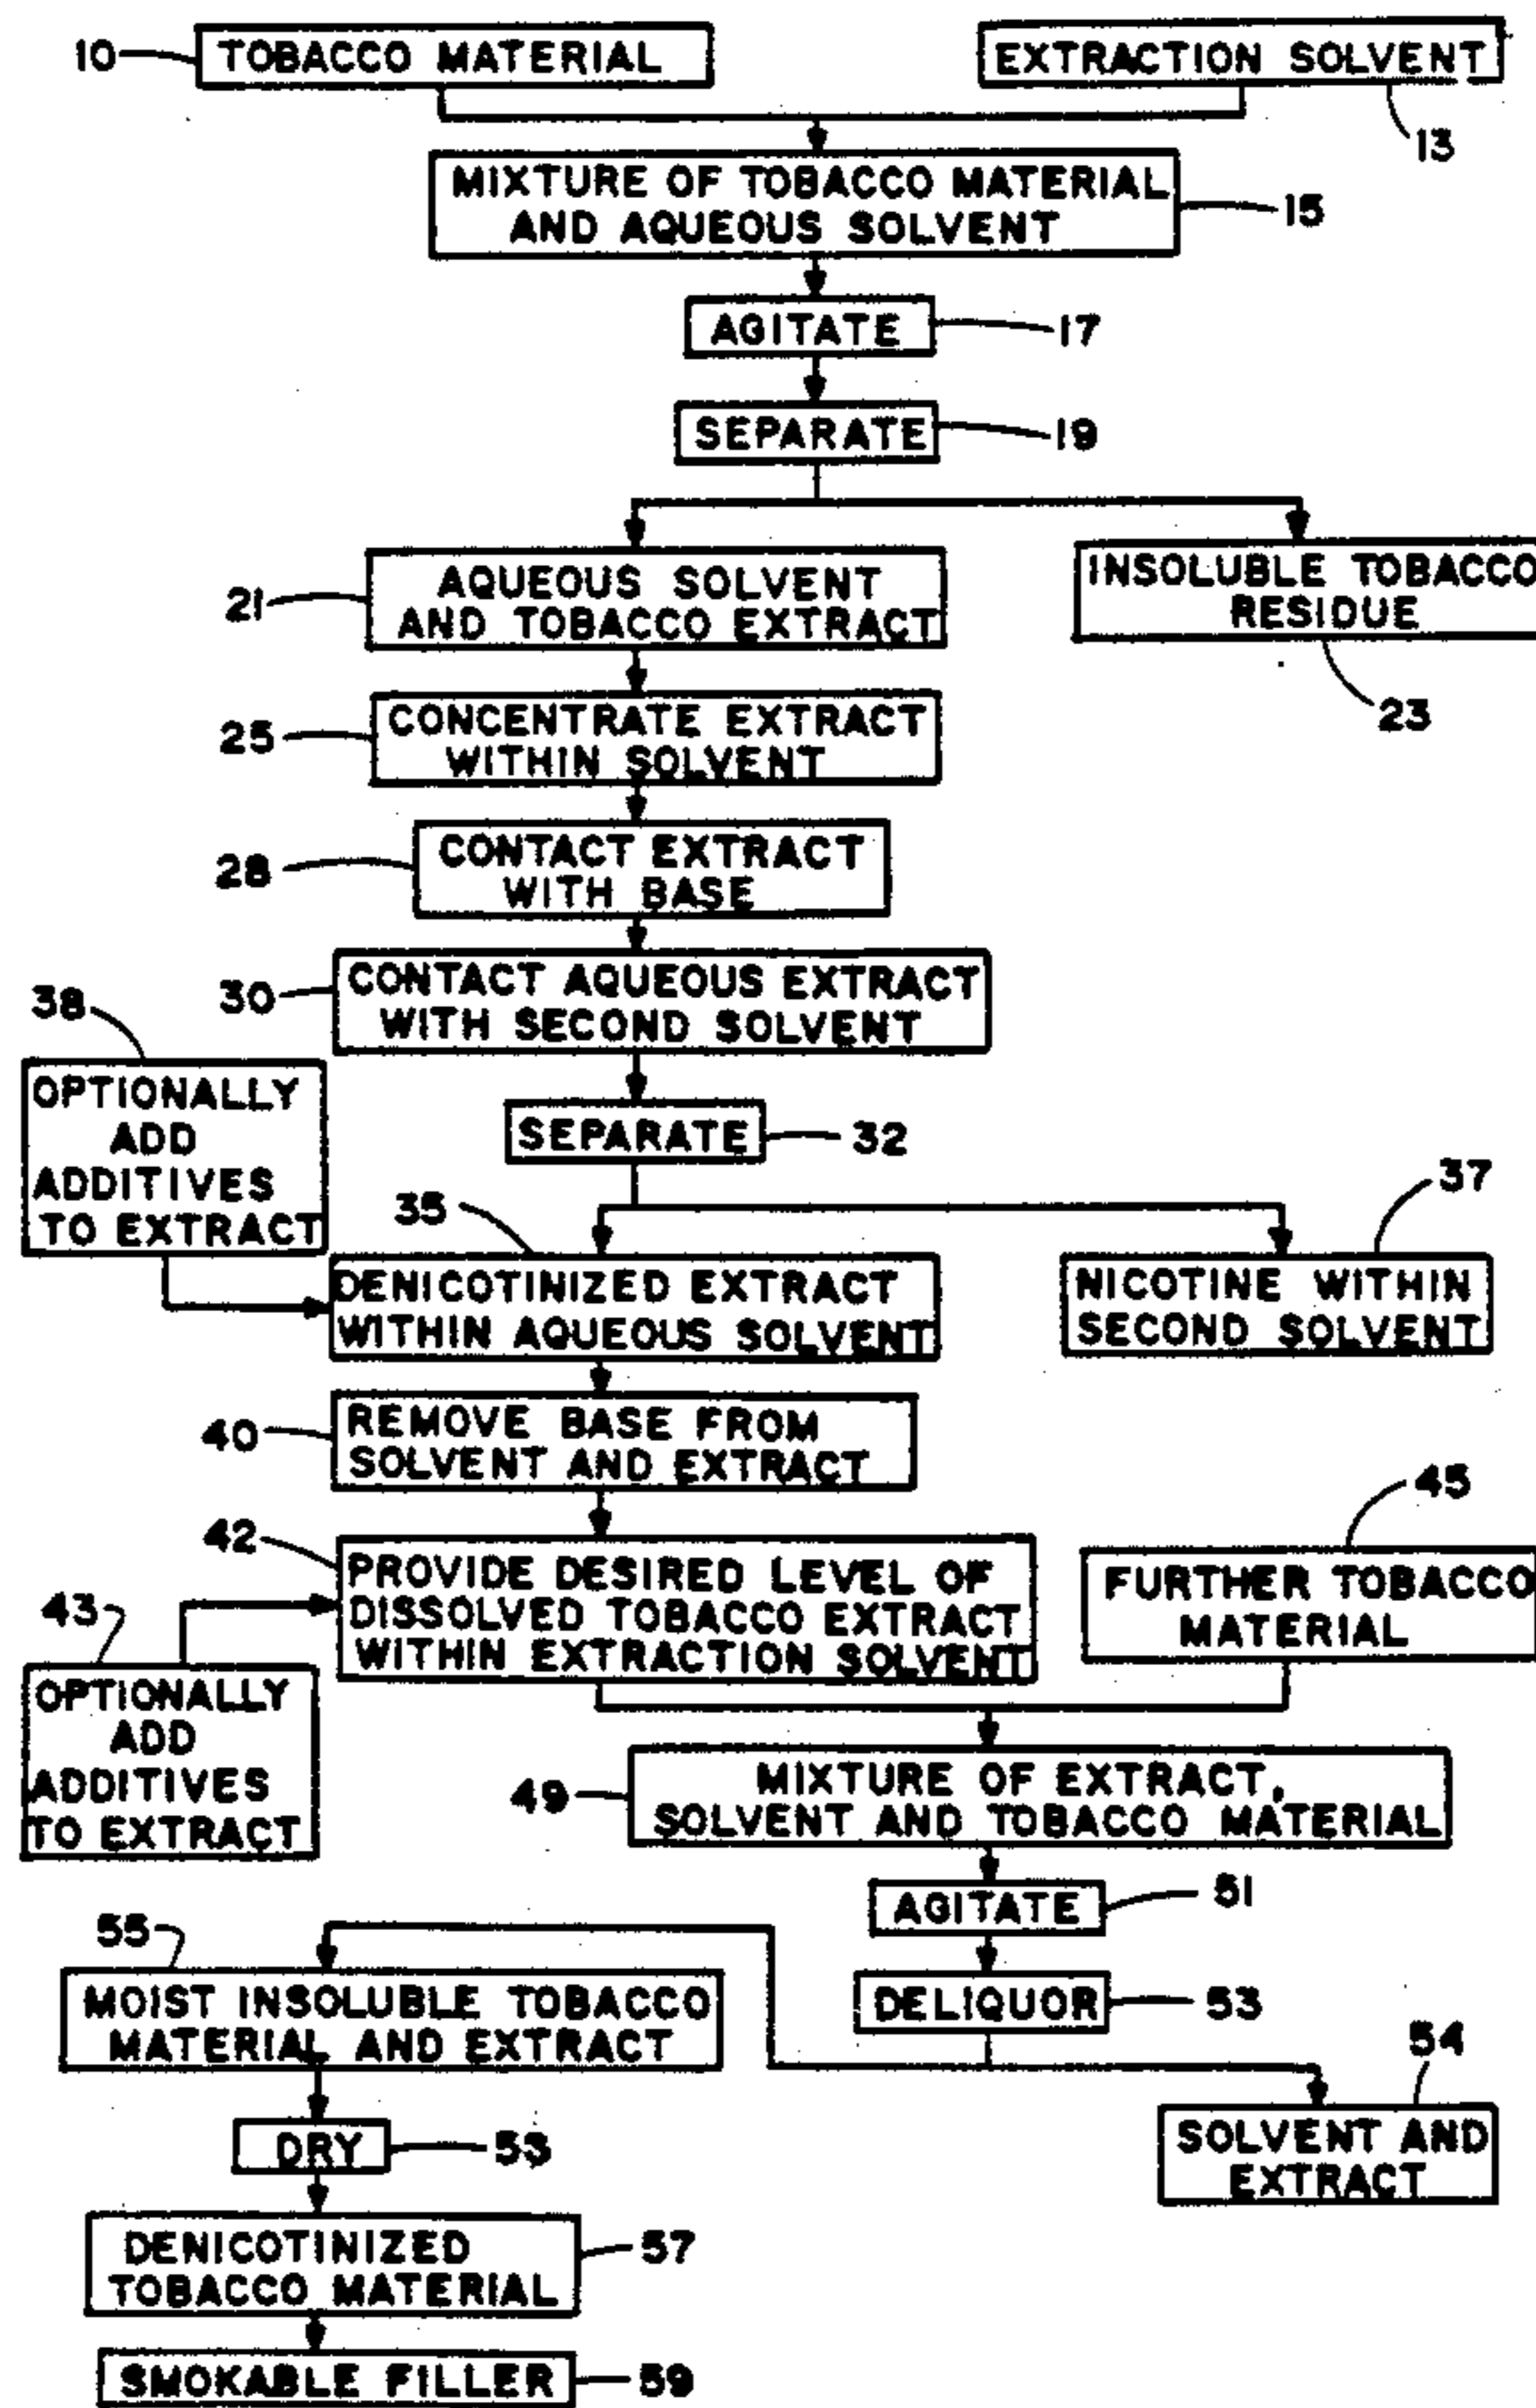 10
TOBACCO MATERIAL
EXTRACTION SOLVENT
13
MIXTURE OF TOBACCO MATERIAL
AND AQUEOUS SOLVENT
15
AGITATE
17
SEPARATE
19
21
AQUEOUS SOLVENT
AND TOBACCO EXTRACT
INSOLUBLE TOBACCO
RESIDUE
23
25
CONCENTRATE EXTRACT
WITHIN SOLVENT
28
CONTACT EXTRACT
WITH BASE
30
CONTACT AQUEOUS EXTRACT
WITH SECOND SOLVENT
38
OPTIONALLY
ADD
ADDITIVES
TO EXTRACT
SEPARATE
32
35
DENICOTINIZED EXTRACT
WITHIN AQUEOUS SOLVENT
37
NICOTINE WITHIN
SECOND SOLVENT
40
REMOVE BASE FROM
SOLVENT AND EXTRACT
42
PROVIDE DESIRED LEVEL OF
DISSOLVED TOBACCO EXTRACT
WITHIN EXTRACTION SOLVENT
45
FURTHER TOBACCO
MATERIAL
43
OPTIONALLY
ADD
ADDITIVES
TO EXTRACT
49
MIXTURE OF EXTRACT,
SOLVENT AND TOBACCO MATERIAL
AGITATE
51
DELIQUOR
53
55
MOIST INSOLUBLE TOBACCO
MATERIAL AND EXTRACT
54
SOLVENT AND
EXTRACT
DRY
53
DENICOTINIZED
TOBACCO MATERIAL
57
SMOKABLE FILLER
59